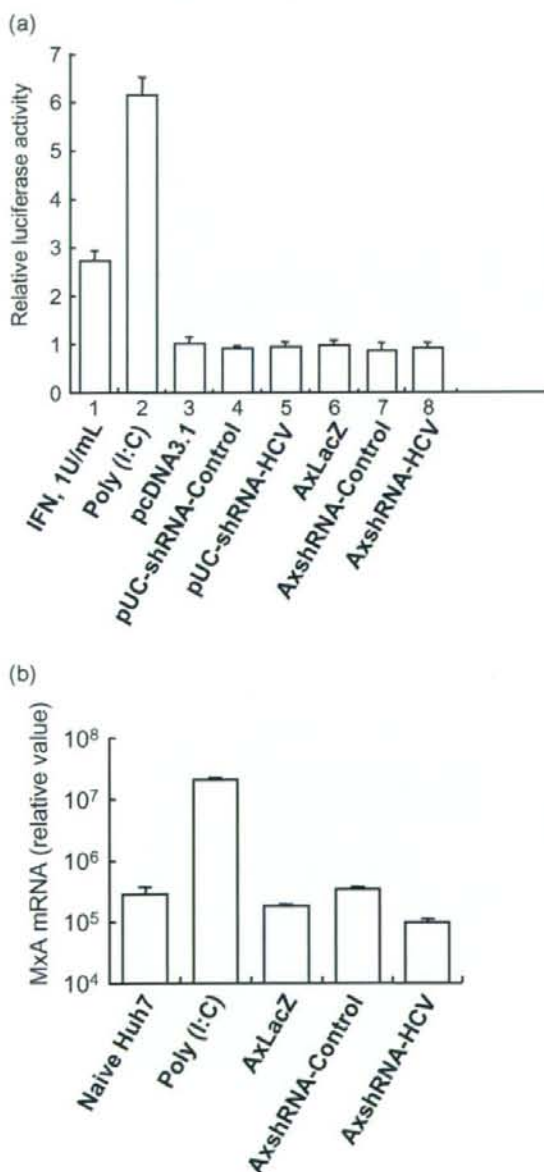 (a)
Relative luciferase activity
7
6
5
4
3
2
1
0
1 2 3 4 5 6 7 8
IFN, 1U/mL
Poly (I:C)
pcDNA3.1
pUC-shRNA-Control
pUC-shRNA-HCV
AxLacZ
AxshRNA-Control
AxshRNA-HCV
(b)
MxA mRNA (relative value)
10⁸
10⁷
10⁶
10⁵
10⁴
Naive Huh7
Poly (I:C)
AxLacZ
AxshRNA-Control
AxshRNA-HCV